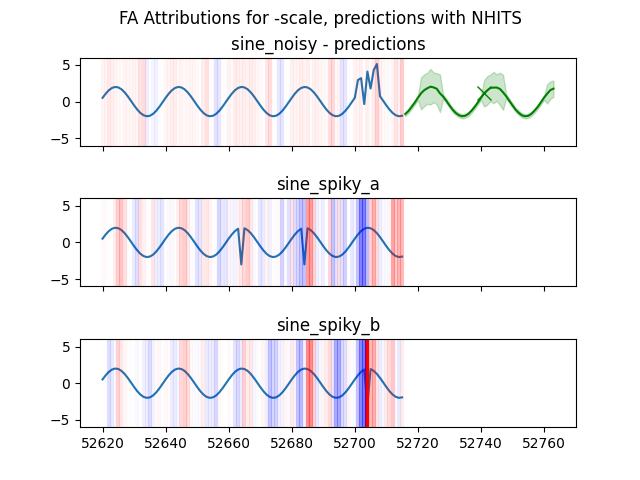 FA Attributions for -scale, predictions with NHITS
sine_noisy - predictions
5
0
−5
sine_spiky_a
5
0
−5
sine_spiky_b
5
0
−5
52620 52640 52660 52680 52700 52720 52740 52760